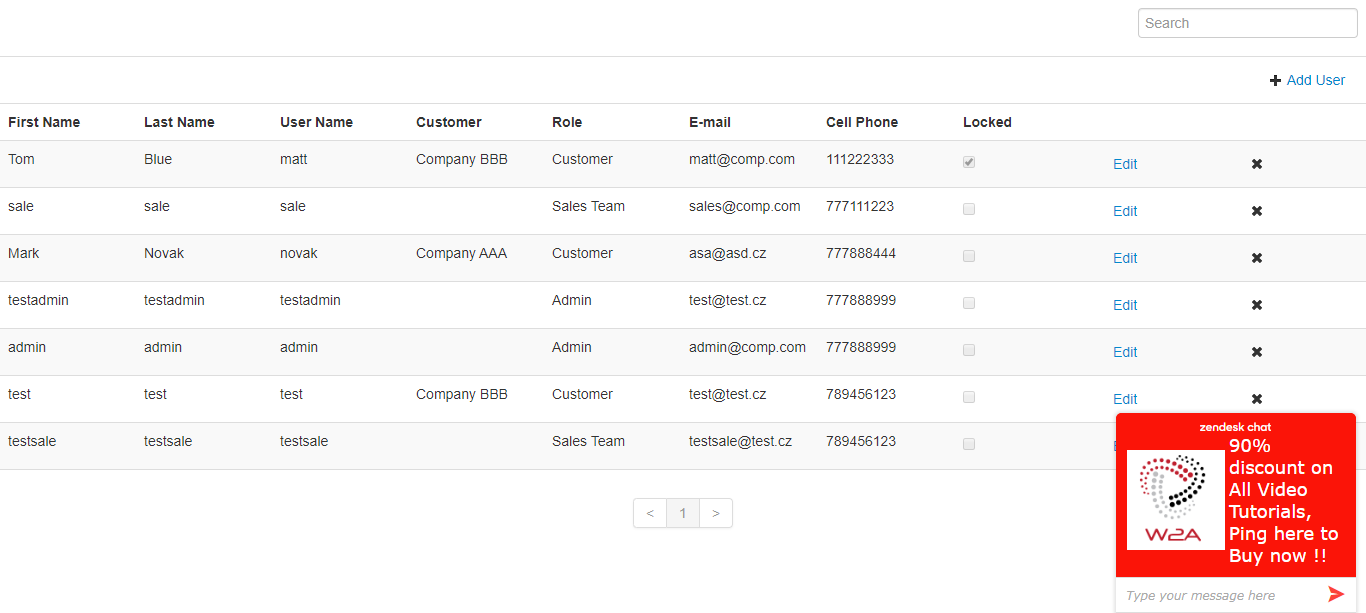 Search
Add User
First Name Last Name User Name Customer Role E-mail Cell Phone Locked
Tom Blue matt Company BBB Customer matt@comp.com 111222333 Edit
sale sale sale Sales Team sales@comp.com 777111223 Edit
Mark Novak novak Company AAA Customer asa@asd.cz 777888444 Edit
testadmin testadmin testadmin Admin test@test.cz 777888999 Edit
admin admin admin Admin admin@comp.com 777888999 Edit
test test test Company BBB Customer test@test.cz 789456123 Edit
testsale testsale testsale Sales Team testsale@test.cz 789456123
< 1 >
zendesk chat
90%
discount on
All Video
Tutorials,
Ping here to
Buy now !!
W2A
Type your message here